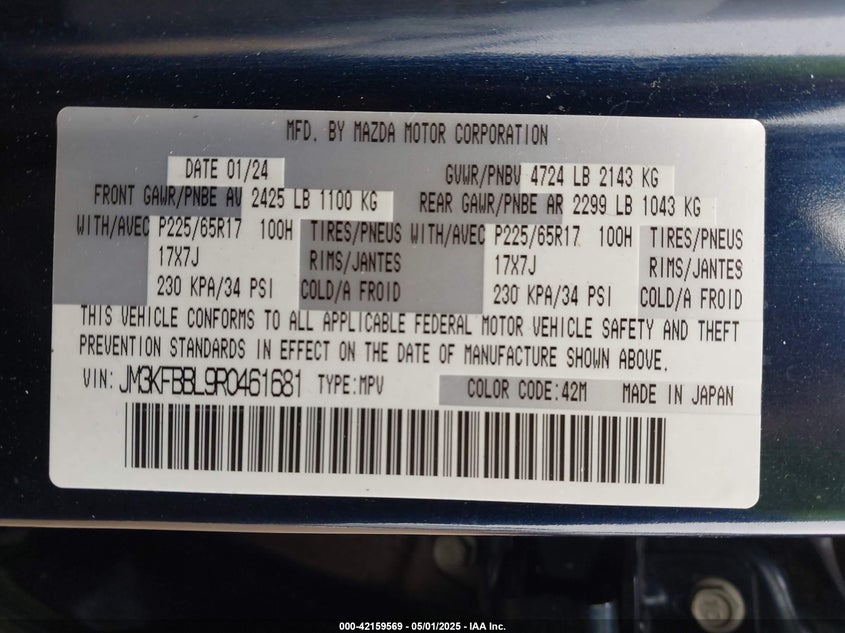 MFD. BY MAZDA MOTOR CORPORATION
DATE 01/24 GVWR/PNBV 4724 LB 2143 KG
FRONT GAWR/PNBE AV 2425 LB 1100 KG REAR GAWR/PNBE AR 2299 LB 1043 KG
WITH/AVEC P225/65R17 100H TIRES/PNEUS WITH/AVEC P225/65R17 100H TIRES/PNEUS
17X7J RIMS/JANTES 17X7J RIMS/JANTES
230 KPA/34 PSI COLD/A FROID 230 KPA/34 PSI COLD/A FROID
THIS VEHICLE CONFORMS TO ALL APPLICABLE FEDERAL MOTOR VEHICLE SAFETY AND THEFT
PREVENTION STANDARDS IN EFFECT ON THE DATE OF MANUFACTURE SHOWN ABOVE.
VIN: JM3KFBBL9R0461681 TYPE:MPV COLOR CODE:42M MADE IN JAPAN
000-42159569 - 05/01/2025 - IAA Inc.